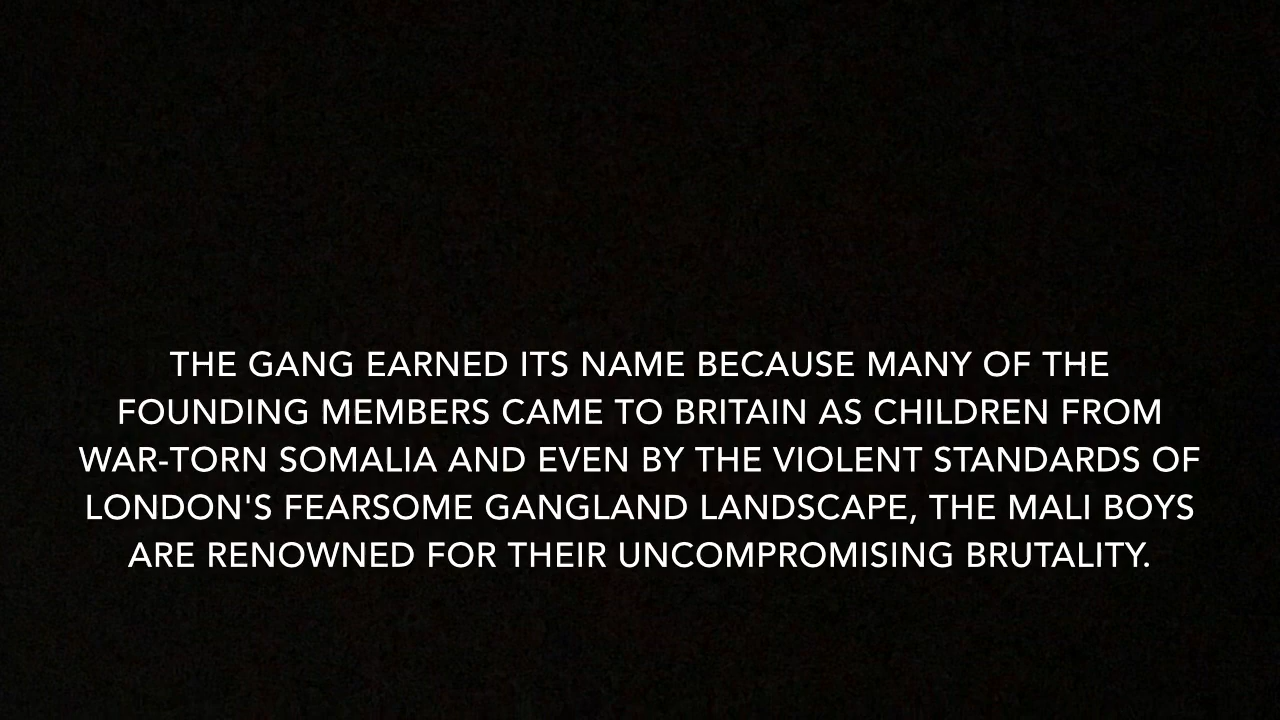 THE GANG EARNED ITS NAME BECAUSE MANY OF THE
FOUNDING MEMBERS CAME TO BRITAIN AS CHILDREN FROM
WAR-TORN SOMALIA AND EVEN BY THE VIOLENT STANDARDS OF
LONDON'S FEARSOME GANGLAND LANDSCAPE, THE MALI BOYS
ARE RENOWNED FOR THEIR UNCOMPROMISING BRUTALITY.